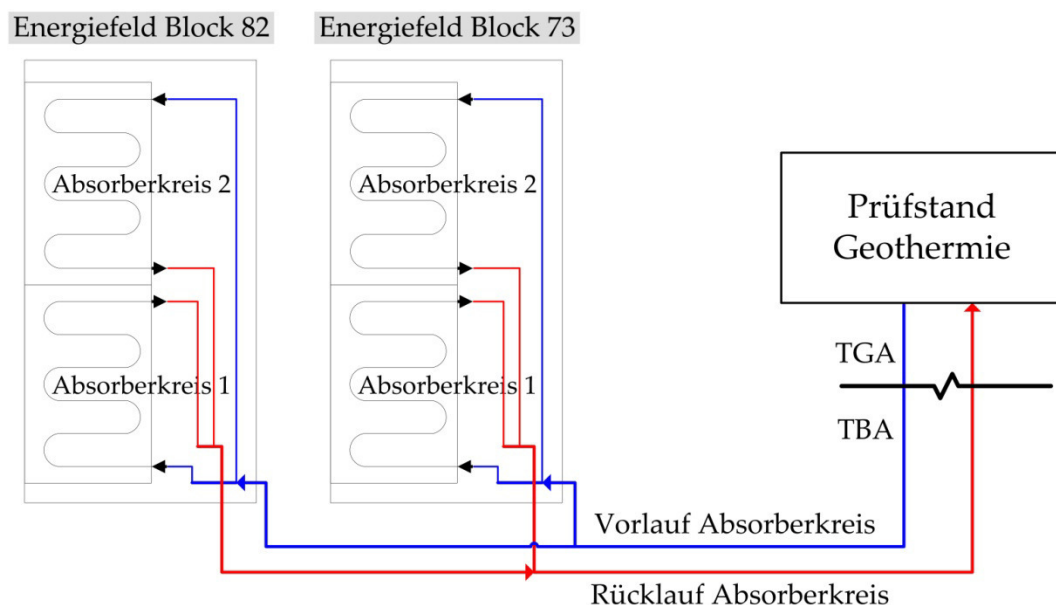 Energiefeld Block 82
Energiefeld Block 73
Absorberkreis 2
Absorberkreis 2
Prüfstand
Geothermie
TGA
Absorberkreis 1
Absorberkreis 1
TBA
Vorlauf Absorberkreis
Rücklauf Absorberkreis